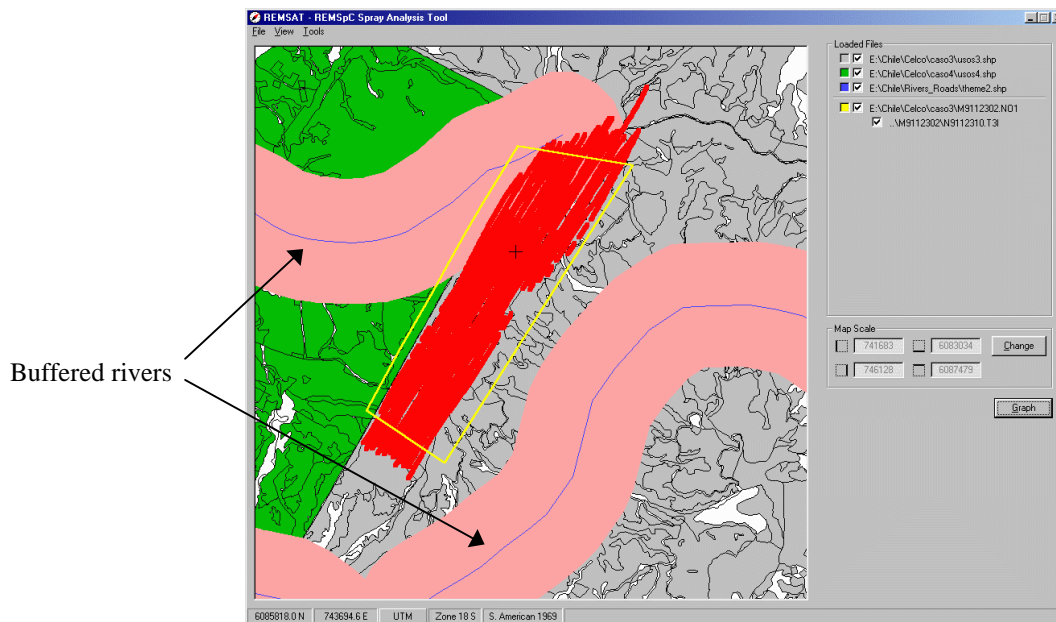 REMSAT - REMSpC Spray Analysis Tool
File View Tools
Loaded Files
E:\Chile\Celco\caso3\usos3.shp
E:\Chile\Celco\caso4\usos4.shp
E:\Chile\Rivers_Roads\theme2.shp
E:\Chile\Celco\caso3\M9112302.NO1
..\M9112302\N9112310.T3I
Map Scale
741683 6083034 Change
746128 6087479
Graph
Buffered rivers
6085818.0 N 743694.6 E UTM Zone 18 S S. American 1969